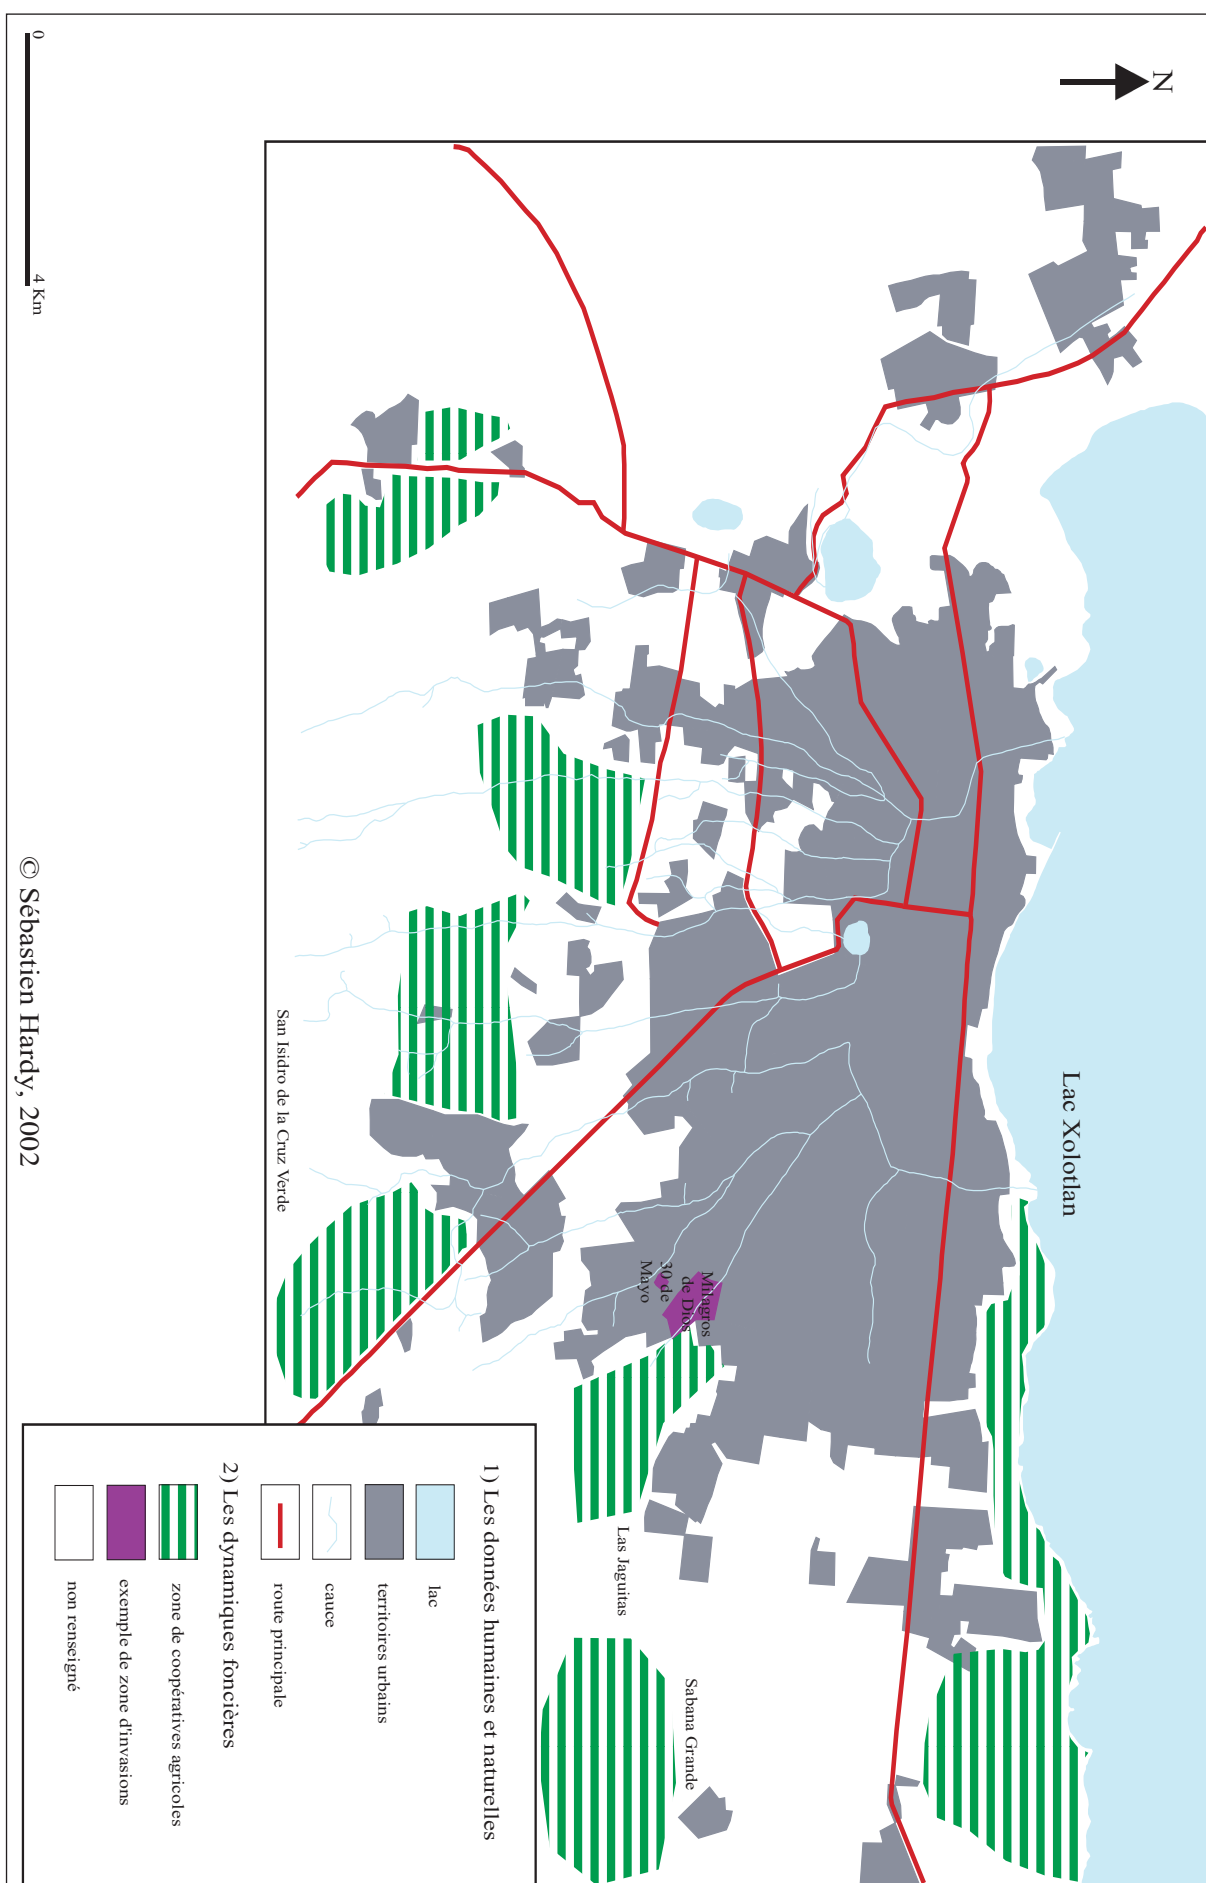 N
Lac Xolotlan
Milagros
de Dios
30 de
Mayo
Sabana Grande
Las Jaguitas
San Isidro de la Cruz Verde
1) Les données humaines et naturelles
lac
territoires urbains
cauce
route principale
2) Les dynamiques foncières
zone de coopératives agricoles
exemple de zone d'invasions
non renseigné
0
4 Km
© Sébastien Hardy, 2002